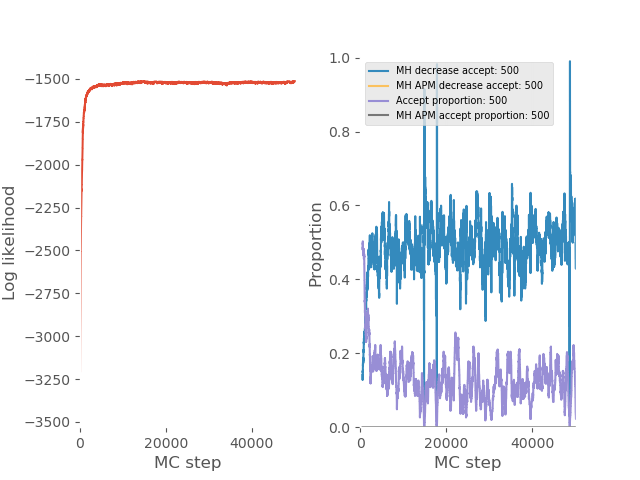 Log likelihood
−1500
−1750
−2000
−2250
−2500
−2750
−3000
−3250
−3500
0
20000
40000
MC step
Proportion
1.0
0.8
0.6
0.4
0.2
0.0
MH decrease accept: 500
MH APM decrease accept: 500
Accept proportion: 500
MH APM accept proportion: 500
0
20000
40000
MC step